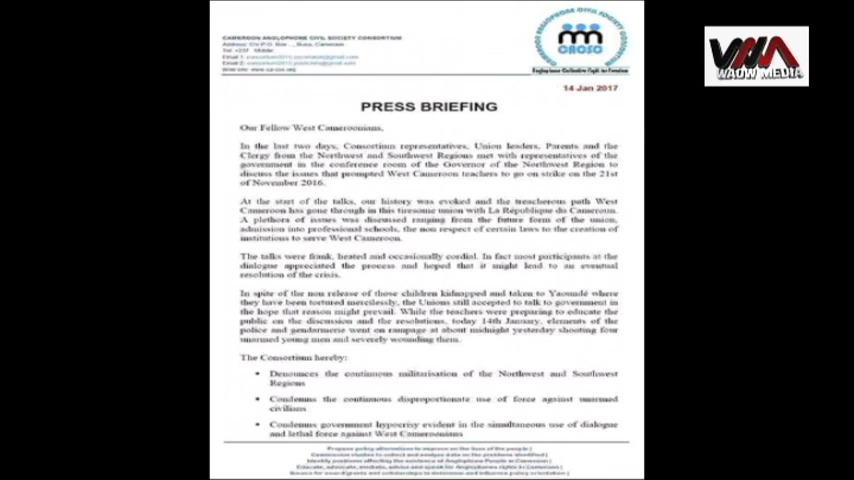 CAMEROON ANGLOPHONE CIVIL SOCIETY CONSORTIUM
CACSC
WAOW MEDIA
14 Jan 2017
PRESS BRIEFING
Our Fellow West Cameroonians,
In the last two days, Consortium representatives, Union leaders, Parents and the
Clergy from the Northwest and Southwest Regions met with representatives of the
government in the conference room of the Governor of the Northwest Region to
discuss the issues that prompted West Cameroon teachers to go on strike on the 21st
of November 2016.
At the start of the talks, our history was evoked and the treacherous path West
Cameroon has gone through in this tiresome union with La République du Cameroun.
A plethora of issues was discussed ranging from the future form of the union,
admission into professional schools, the non respect of certain laws to the creation of
institutions to serve West Cameroon.
The talks were frank, heated and occasionally cordial. In fact most participants at the
dialogue appreciated the process and hoped that it might lead to an eventual
resolution of the crisis.
In spite of the non release of those children kidnapped and taken to Yaoundé where
they have been tortured mercilessly, the Unions still accepted to talk to government in
the hope that reason might prevail. While the teachers were preparing to educate the
public on the discussion and the resolutions, today 14th January, elements of the
police and gendarmerie went on rampage at about midnight yesterday shooting four
unarmed young men and severely wounding them.
The Consortium hereby:
• Denounces the continuous militarisation of the Northwest and Southwest
Regions
• Condemns the continuous disproportionate use of force against unarmed
civilians
• Condemns government hypocrisy evident in the simultaneous use of dialogue
and lethal force against West Cameroonians